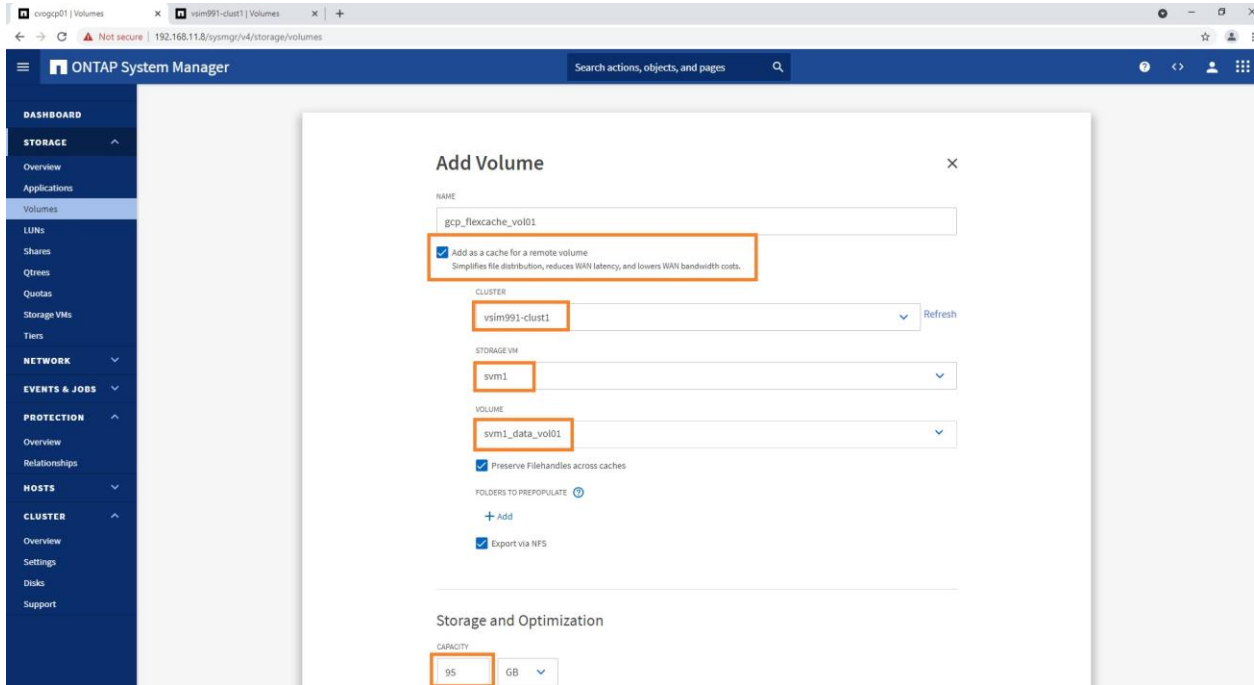 cvogcp01 | Volumes
vsim991-clust1 | Volumes
Not secure | 192.168.11.8/sysmgr/v4/storage/volumes
ONTAP System Manager
Search actions, objects, and pages
DASHBOARD
STORAGE
Overview
Applications
Volumes
LUNs
Shares
Qtrees
Quotas
Storage VMs
Tiers
NETWORK
EVENTS & JOBS
PROTECTION
Overview
Relationships
HOSTS
CLUSTER
Overview
Settings
Disks
Support
Add Volume
NAME
gcp_flexcache_vol01
Add as a cache for a remote volume
Simplifies file distribution, reduces WAN latency, and lowers WAN bandwidth costs.
CLUSTER
vsim991-clust1
Refresh
STORAGE VM
svm1
VOLUME
svm1_data_vol01
Preserve Filehandles across caches
FOLDERS TO PREPOPULATE
+ Add
Export via NFS
Storage and Optimization
CAPACITY
95 GB